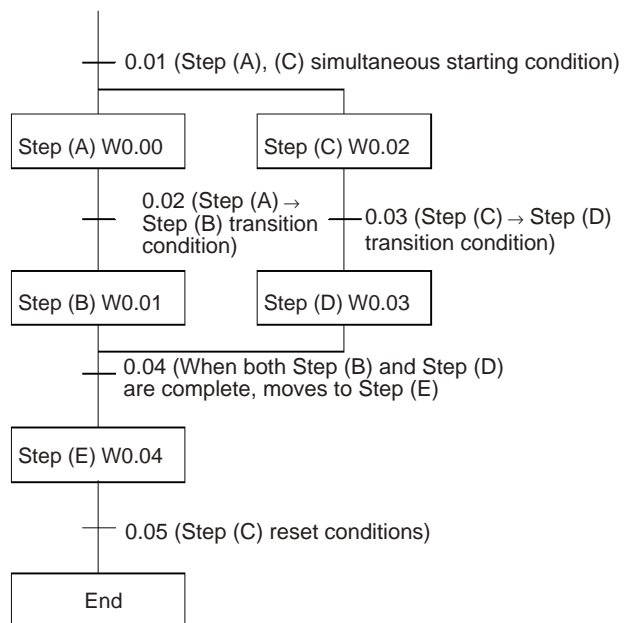 0.01 (Step (A), (C) simultaneous starting condition)
Step (A) W0.00
Step (C) W0.02
0.02 (Step (A) →
Step (B) transition
condition)
0.03 (Step (C) → Step (D)
transition condition)
Step (B) W0.01
Step (D) W0.03
0.04 (When both Step (B) and Step (D)
are complete, moves to Step (E)
Step (E) W0.04
0.05 (Step (C) reset conditions)
End